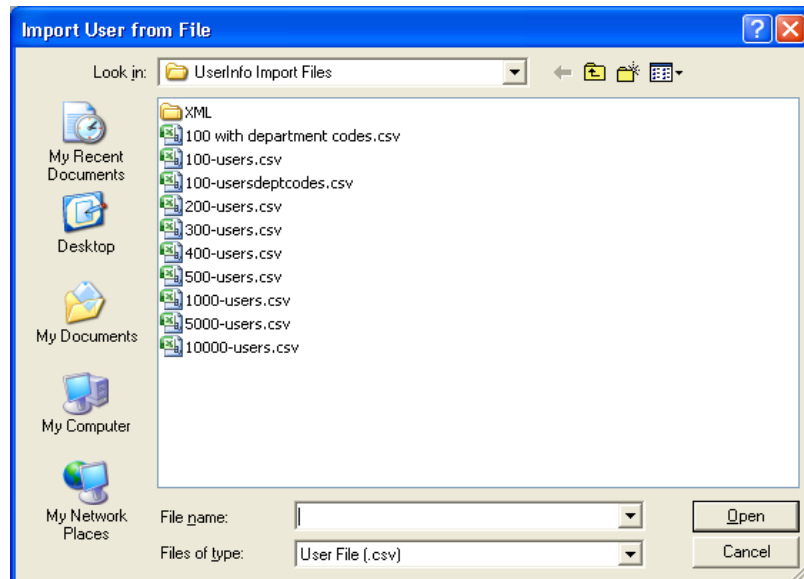 Import User from File
Look in:
UserInfo Import Files
My Recent
Documents
Desktop
My Documents
My Computer
My Network
Places
XML
100 with department codes.csv
100-users.csv
100-usersdeptcodes.csv
200-users.csv
300-users.csv
400-users.csv
500-users.csv
1000-users.csv
5000-users.csv
10000-users.csv
File name:
Open
Files of type:
User File (.csv)
Cancel